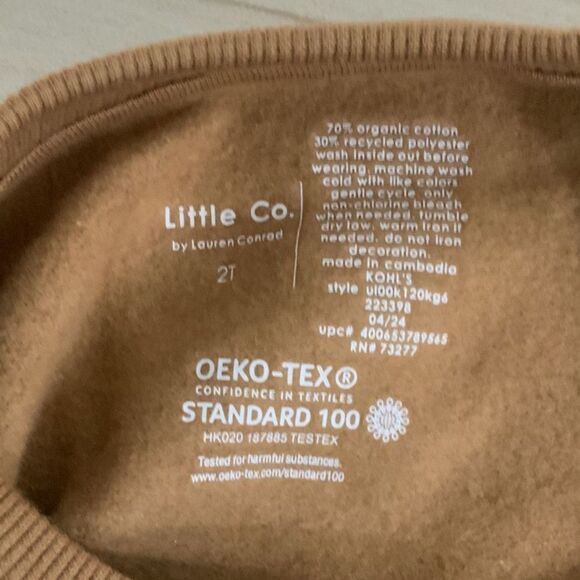 Little Co.
by Lauren Conrad
2T
70% organic cotton
30% recycled polyester
wash inside out before
wearing. machine wash
cold with like colors
gentle cycle. only
non-chlorine bleach
when needed. tumble
dry low. warm iron if
needed. do not iron
decoration.
made in cambodia
KOHL'S
style ul00k120kg6
223398
04/24
upc# 400653789565
RN# 73277
OEKO-TEX®
CONFIDENCE IN TEXTILES
STANDARD 100
HK020 187885 TESTEX
Tested for harmful substances.
www.oeko-tex.com/standard100